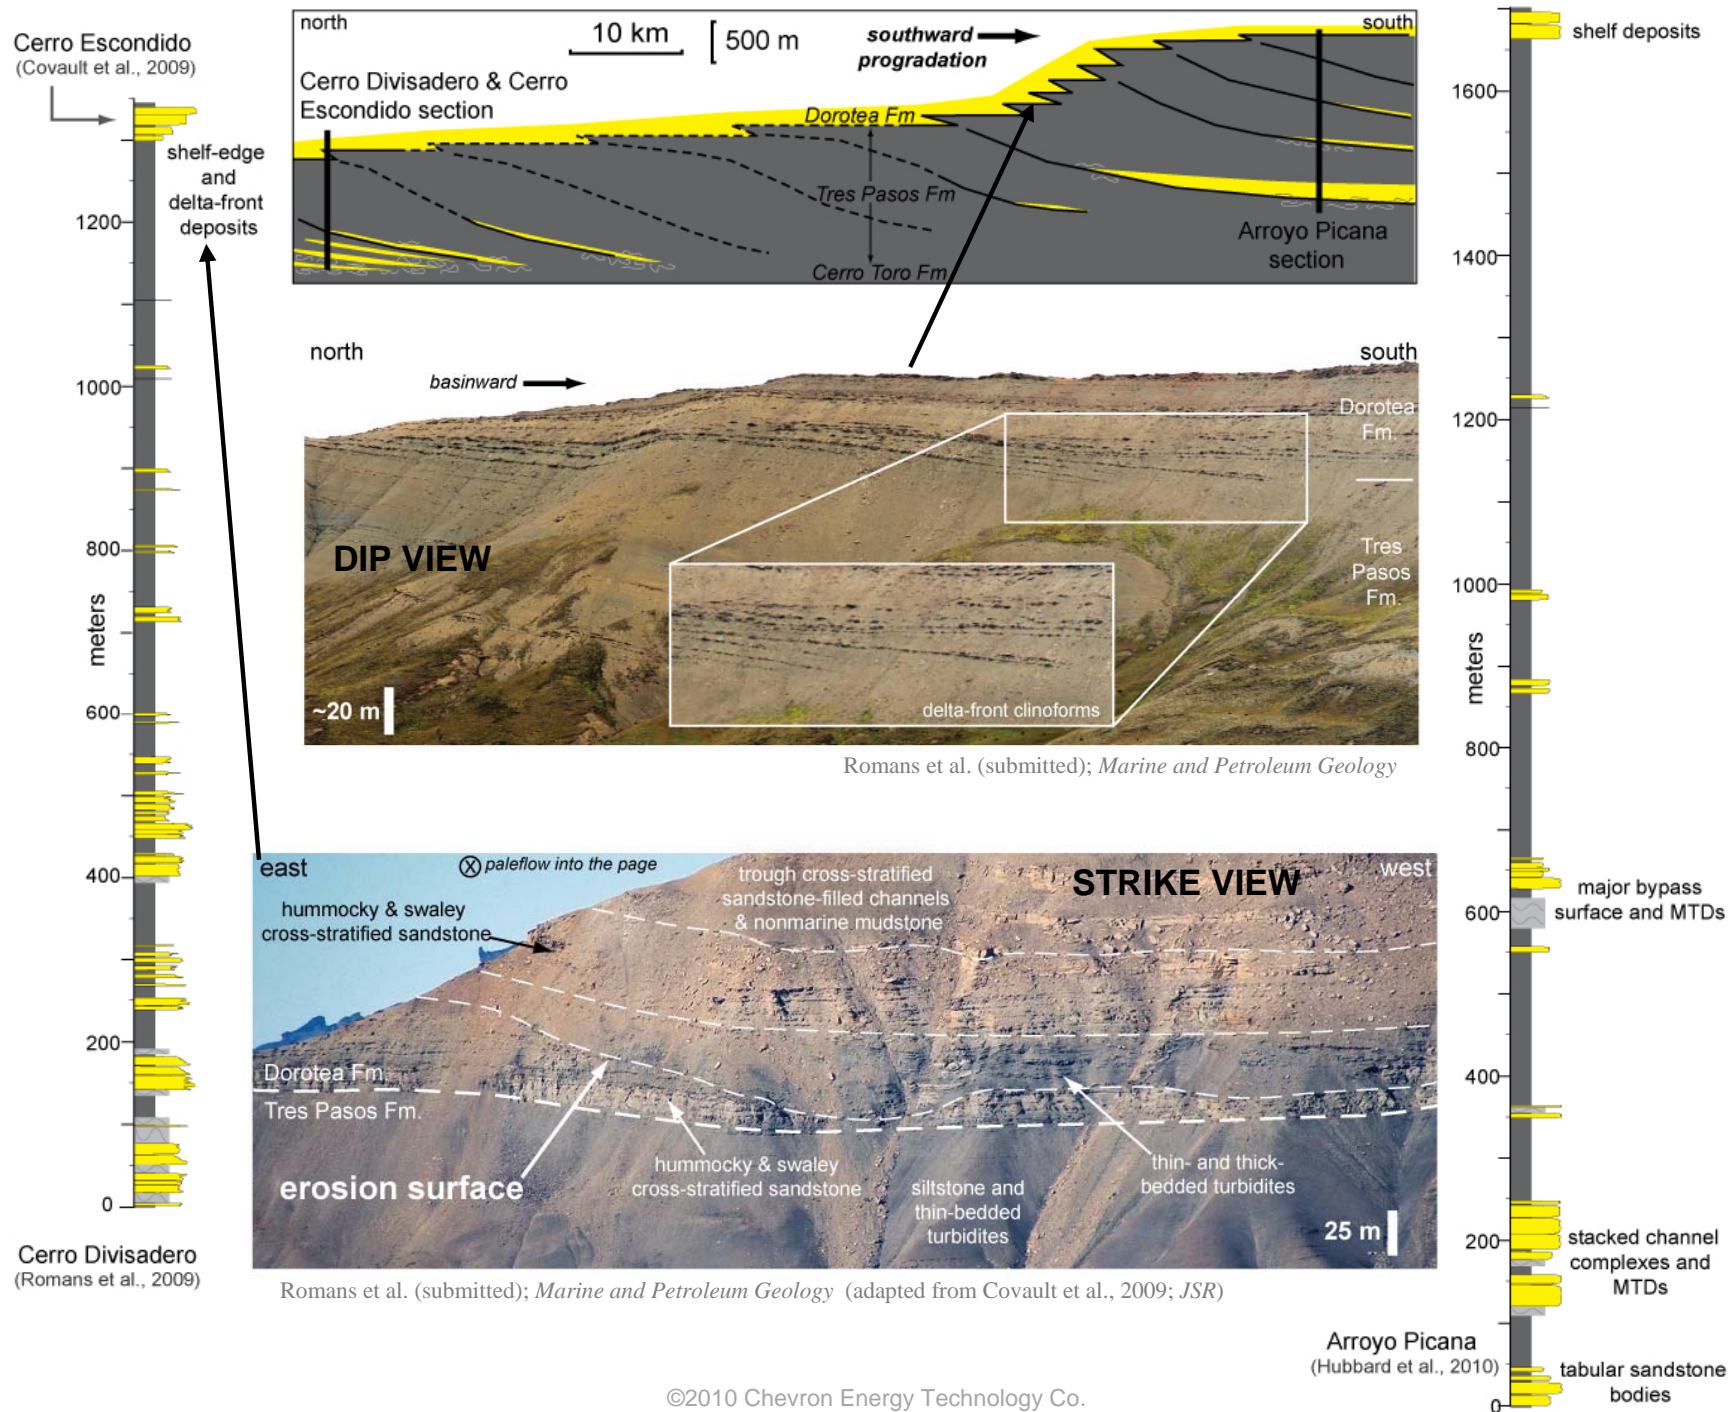 Cerro Escondido
(Covault et al., 2009)
shelf-edge
and
delta-front
deposits
1200
1000
800
meters
600
400
200
0
Cerro Divisadero
(Romans et al., 2009)
north
10 km
500 m
southward
progradation
south
Cerro Divisadero & Cerro
Escondido section
Dorotea Fm
Tres Pasos Fm
Cerro Toro Fm
Arroyo Picana
section
north
south
basinward
Dorotea
Fm.
DIP VIEW
Tres
Pasos
Fm.
~20 m
delta-front clinoforms
Romans et al. (submitted); Marine and Petroleum Geology
east
paleflow into the page
west
trough cross-stratified
sandstone-filled channels
& nonmarine mudstone
STRIKE VIEW
hummocky & swaley
cross-stratified sandstone
Dorotea Fm.
Tres Pasos Fm.
erosion surface
hummocky & swaley
cross-stratified sandstone
siltstone and
thin-bedded
turbidites
thin- and thick-
bedded turbidites
25 m
Romans et al. (submitted); Marine and Petroleum Geology (adapted from Covault et al., 2009; JSR)
shelf deposits
1600
1400
1200
1000
meters
800
major bypass
surface and MTDs
600
400
200
stacked channel
complexes and
MTDs
Arroyo Picana
(Hubbard et al., 2010)
tabular sandstone
bodies
0
©2010 Chevron Energy Technology Co.